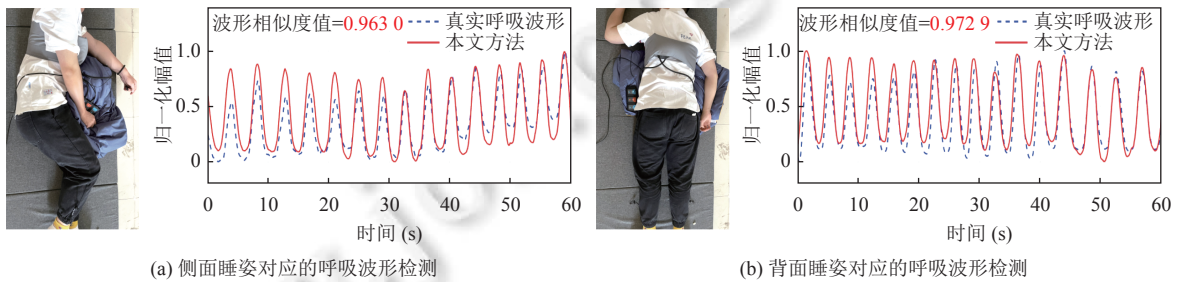 波形相似度值=0.963 0
真实呼吸波形
本文方法
归一化幅值
1.0
0.5
0
0 10 20 30 40 50 60
时间 (s)
(a) 侧面睡姿对应的呼吸波形检测
波形相似度值=0.972 9
真实呼吸波形
本文方法
归一化幅值
1.0
0.5
0
0 10 20 30 40 50 60
时间 (s)
(b) 背面睡姿对应的呼吸波形检测